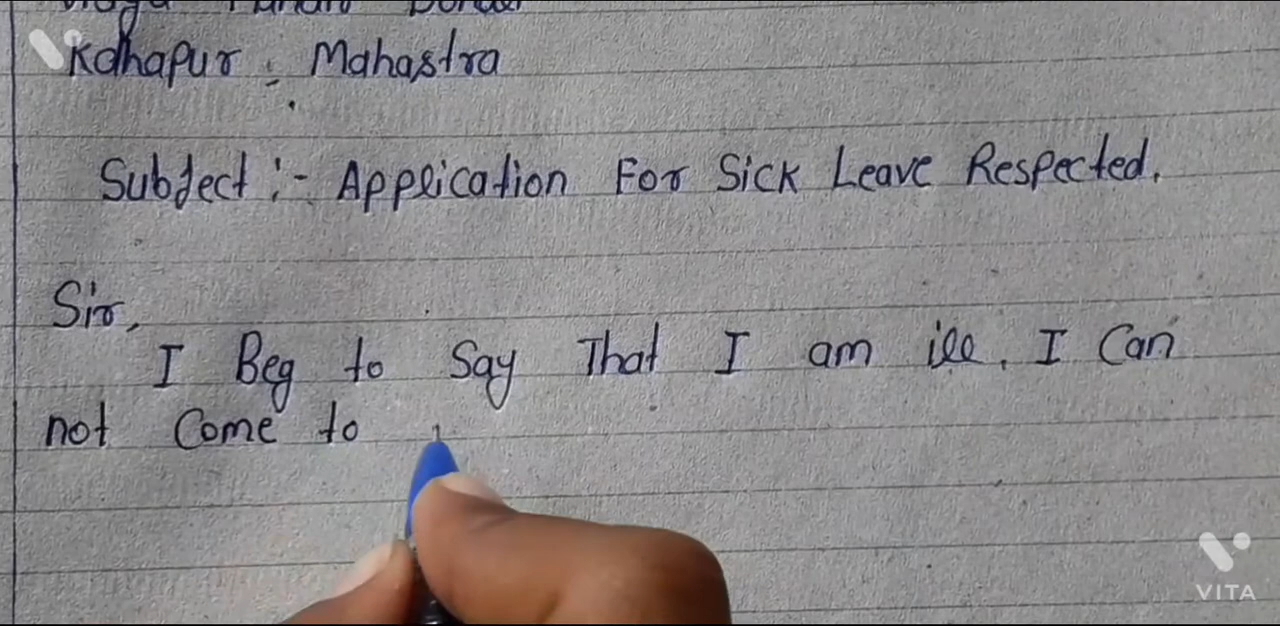 Kolhapur, Mahastra
Subject :- Application For Sick Leave Respected.
Sir,
I Beg to Say That I am ill. I Can
not Come to
VITA